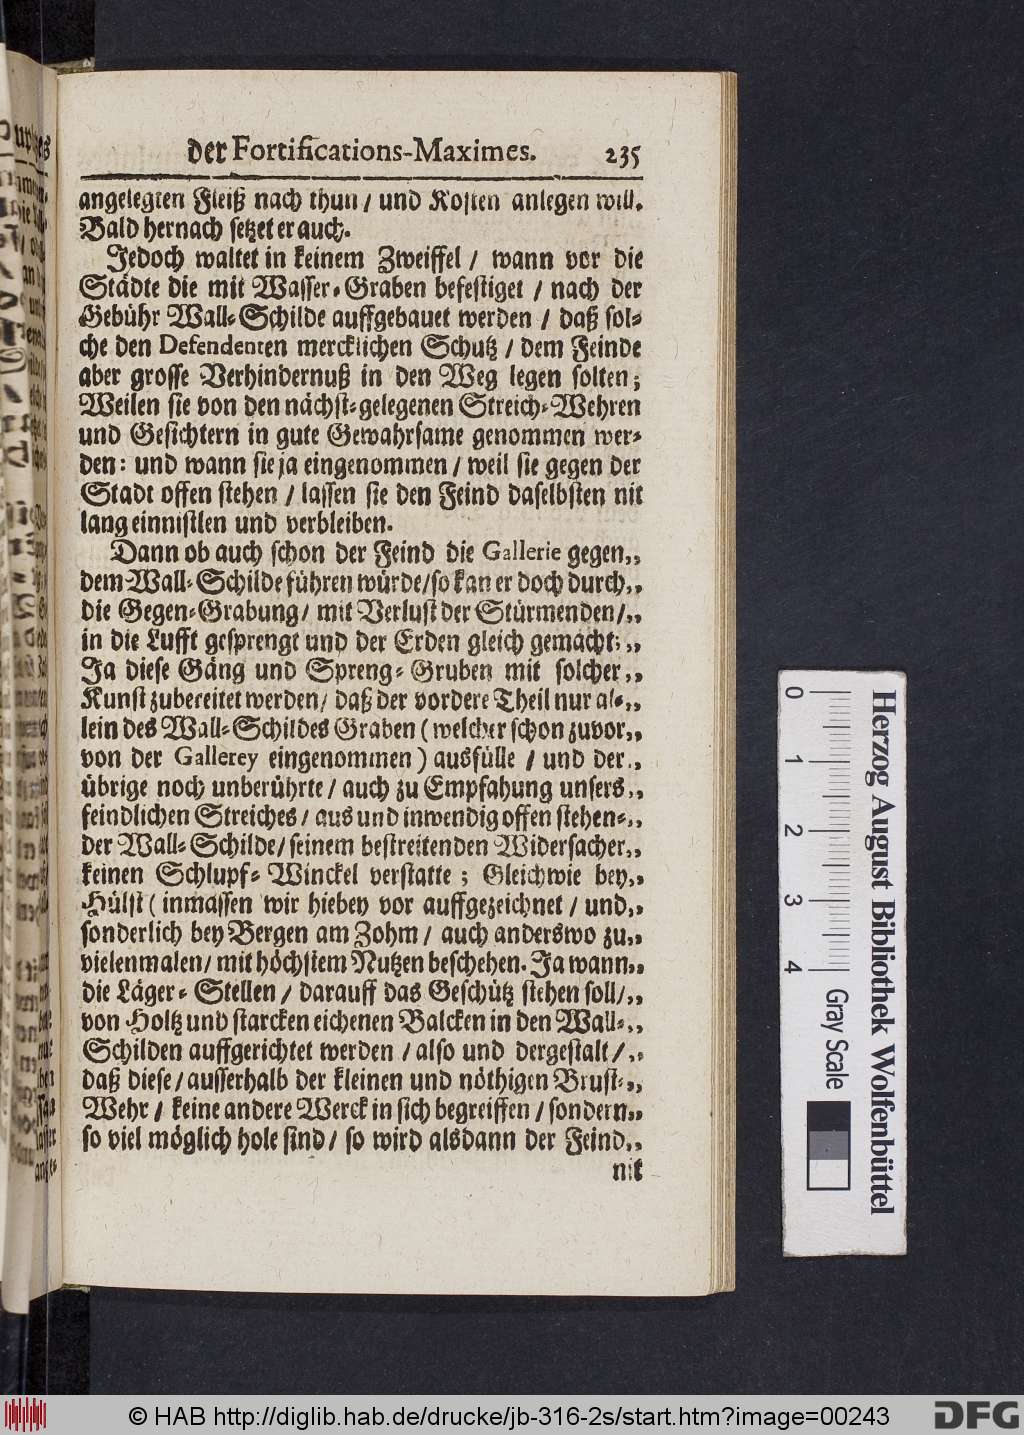 der Fortifications-Maximes. 235
angelegten Fleiß nach thun / und Kosten anlegen will.
Bald hernach setzet er auch.
Jedoch waltet in keinem Zweiffel / wann vor die
Städte die mit Wasser-Graben befestiget / nach der
Gebühr Wall-Schilde auffgebauet werden / daß sol-
che den Defendenten mercklichen Schutz / dem Feinde
aber grosse Verhindernuß in den Weg legen solten;
Weilen sie von den nächst-gelegenen Streich-Wehren
und Gesichtern in gute Gewahrsame genommen wer-
den: und wann sie ja eingenommen / weil sie gegen der
Stadt offen stehen / lassen sie den Feind daselbsten nit
lang einnistlen und verbleiben.
Dann ob auch schon der Feind die Gallerie gegen„
dem Wall-Schilde führen würde/so kan er doch durch„
die Gegen-Grabung/ mit Verlust der Stürmenden/„
in die Lufft gesprengt und der Erden gleich gemacht;„
Ja diese Gäng und Spreng-Gruben mit solcher„
Kunst zubereitet werden/ daß der vordere Theil nur al-„
lein des Wall-Schildes Graben (welcher schon zuvor„
von der Gallerey eingenommen) ausfülle / und der„
übrige noch unberührte / auch zu Empfahung unsers„
feindlichen Streiches / aus und inwendig offen stehen-„
der Wall-Schilde/ seinem bestreitenden Widersacher„
keinen Schlupf-Winckel verstatte; Gleichwie bey„
Hülst (inmassen wir hiebey vor auffgezeichnet / und„
sonderlich bey Bergen am Zohm / auch anderswo zu„
vielenmalen/ mit höchstem Nutzen beschehen. Ja wann„
die Läger-Stellen / darauff das Geschütz stehen soll/„
von Holtz und starcken eichenen Balcken in den Wall-„
Schilden auffgerichtet werden / also und dergestalt /„
daß diese / ausserhalb der kleinen und nöthigen Brust-„
Wehr / keine andere Werck in sich begreiffen / sondern„
so viel möglich hole sind/ so wird alsdann der Feind„
nit
0 1 2 3 4
Gray Scale
Herzog August Bibliothek Wolfenbüttel
© HAB http://diglib.hab.de/drucke/jb-316-2s/start.htm?image=00243
DFG